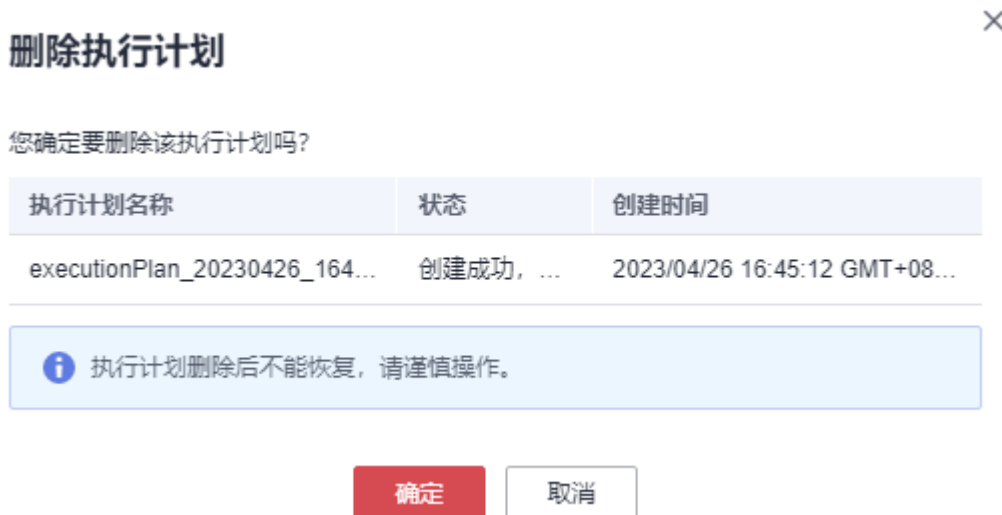 删除执行计划
您确定要删除该执行计划吗?
执行计划名称 状态 创建时间
executionPlan_20230426_164... 创建成功，... 2023/04/26 16:45:12 GMT+08...
执行计划删除后不能恢复，请谨慎操作。
确定 取消